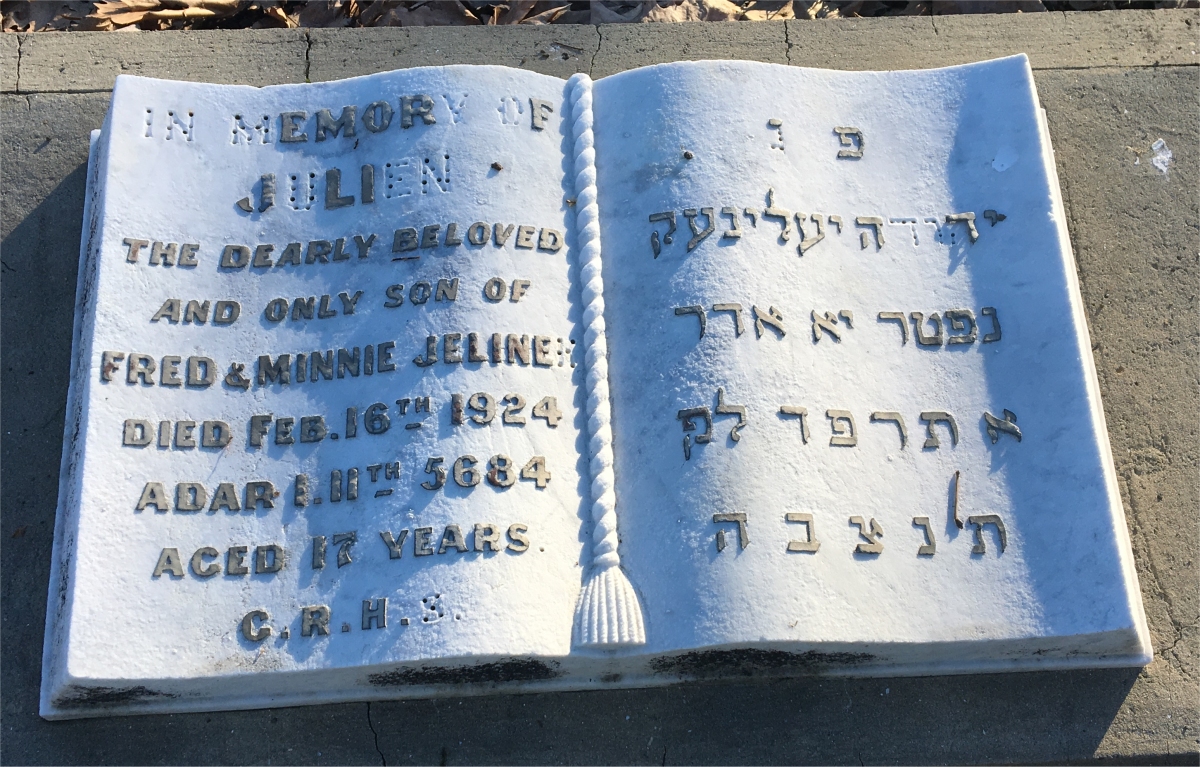 IN MEMORY OF
JULIEN
THE DEARLY BELOVED
AND ONLY SON OF
FRED & MINNIE JELINEK
DIED FEB. 16TH 1924
ADAR I. 11TH 5684
AGED 17 YEARS.
G. R. H. S.
פ נ
יהודה יעלינעק
נפטר יא אדר
א תרפד לפק
ת' נ צ ב ה